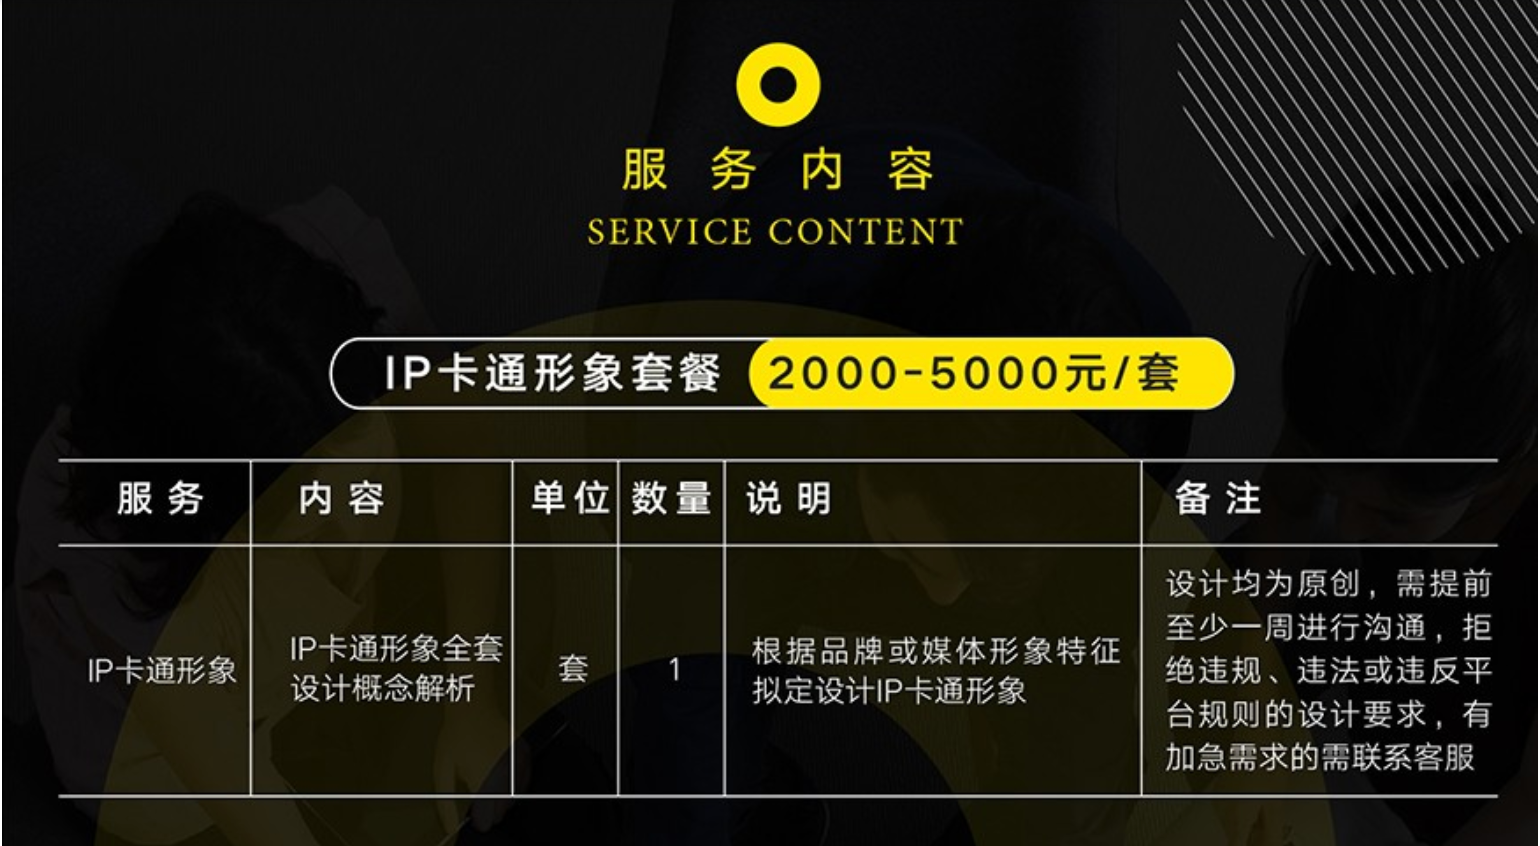 服务内容
SERVICE CONTENT
IP卡通形象套餐 2000-5000元/套
服务 内容 单位 数量 说明 备注
IP卡通形象
IP卡通形象全套
设计概念解析
套
1
根据品牌或媒体形象特征
拟定设计IP卡通形象
设计均为原创，需提前
至少一周进行沟通，拒
绝违规、违法或违反平
台规则的设计要求，有
加急需求的需联系客服